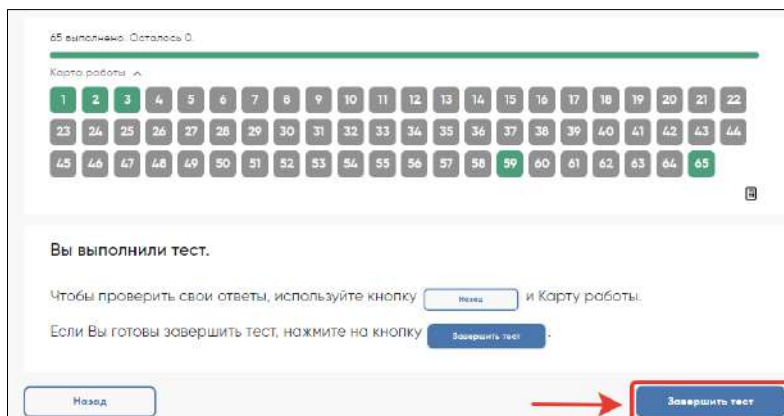 65 выполнено. Осталось 0.
Карта работы
1 2 3 4 5 6 7 8 9 10 11 12 13 14 15 16 17 18 19 20 21 22
23 24 25 26 27 28 29 30 31 32 33 34 35 36 37 38 39 40 41 42 43 44
45 46 47 48 49 50 51 52 53 54 55 56 57 58 59 60 61 62 63 64 65
Вы выполнили тест.
Чтобы проверить свои ответы, используйте кнопку Назад и Карту работы.
Если Вы готовы завершить тест, нажмите на кнопку Завершить тест.
Назад Завершить тест